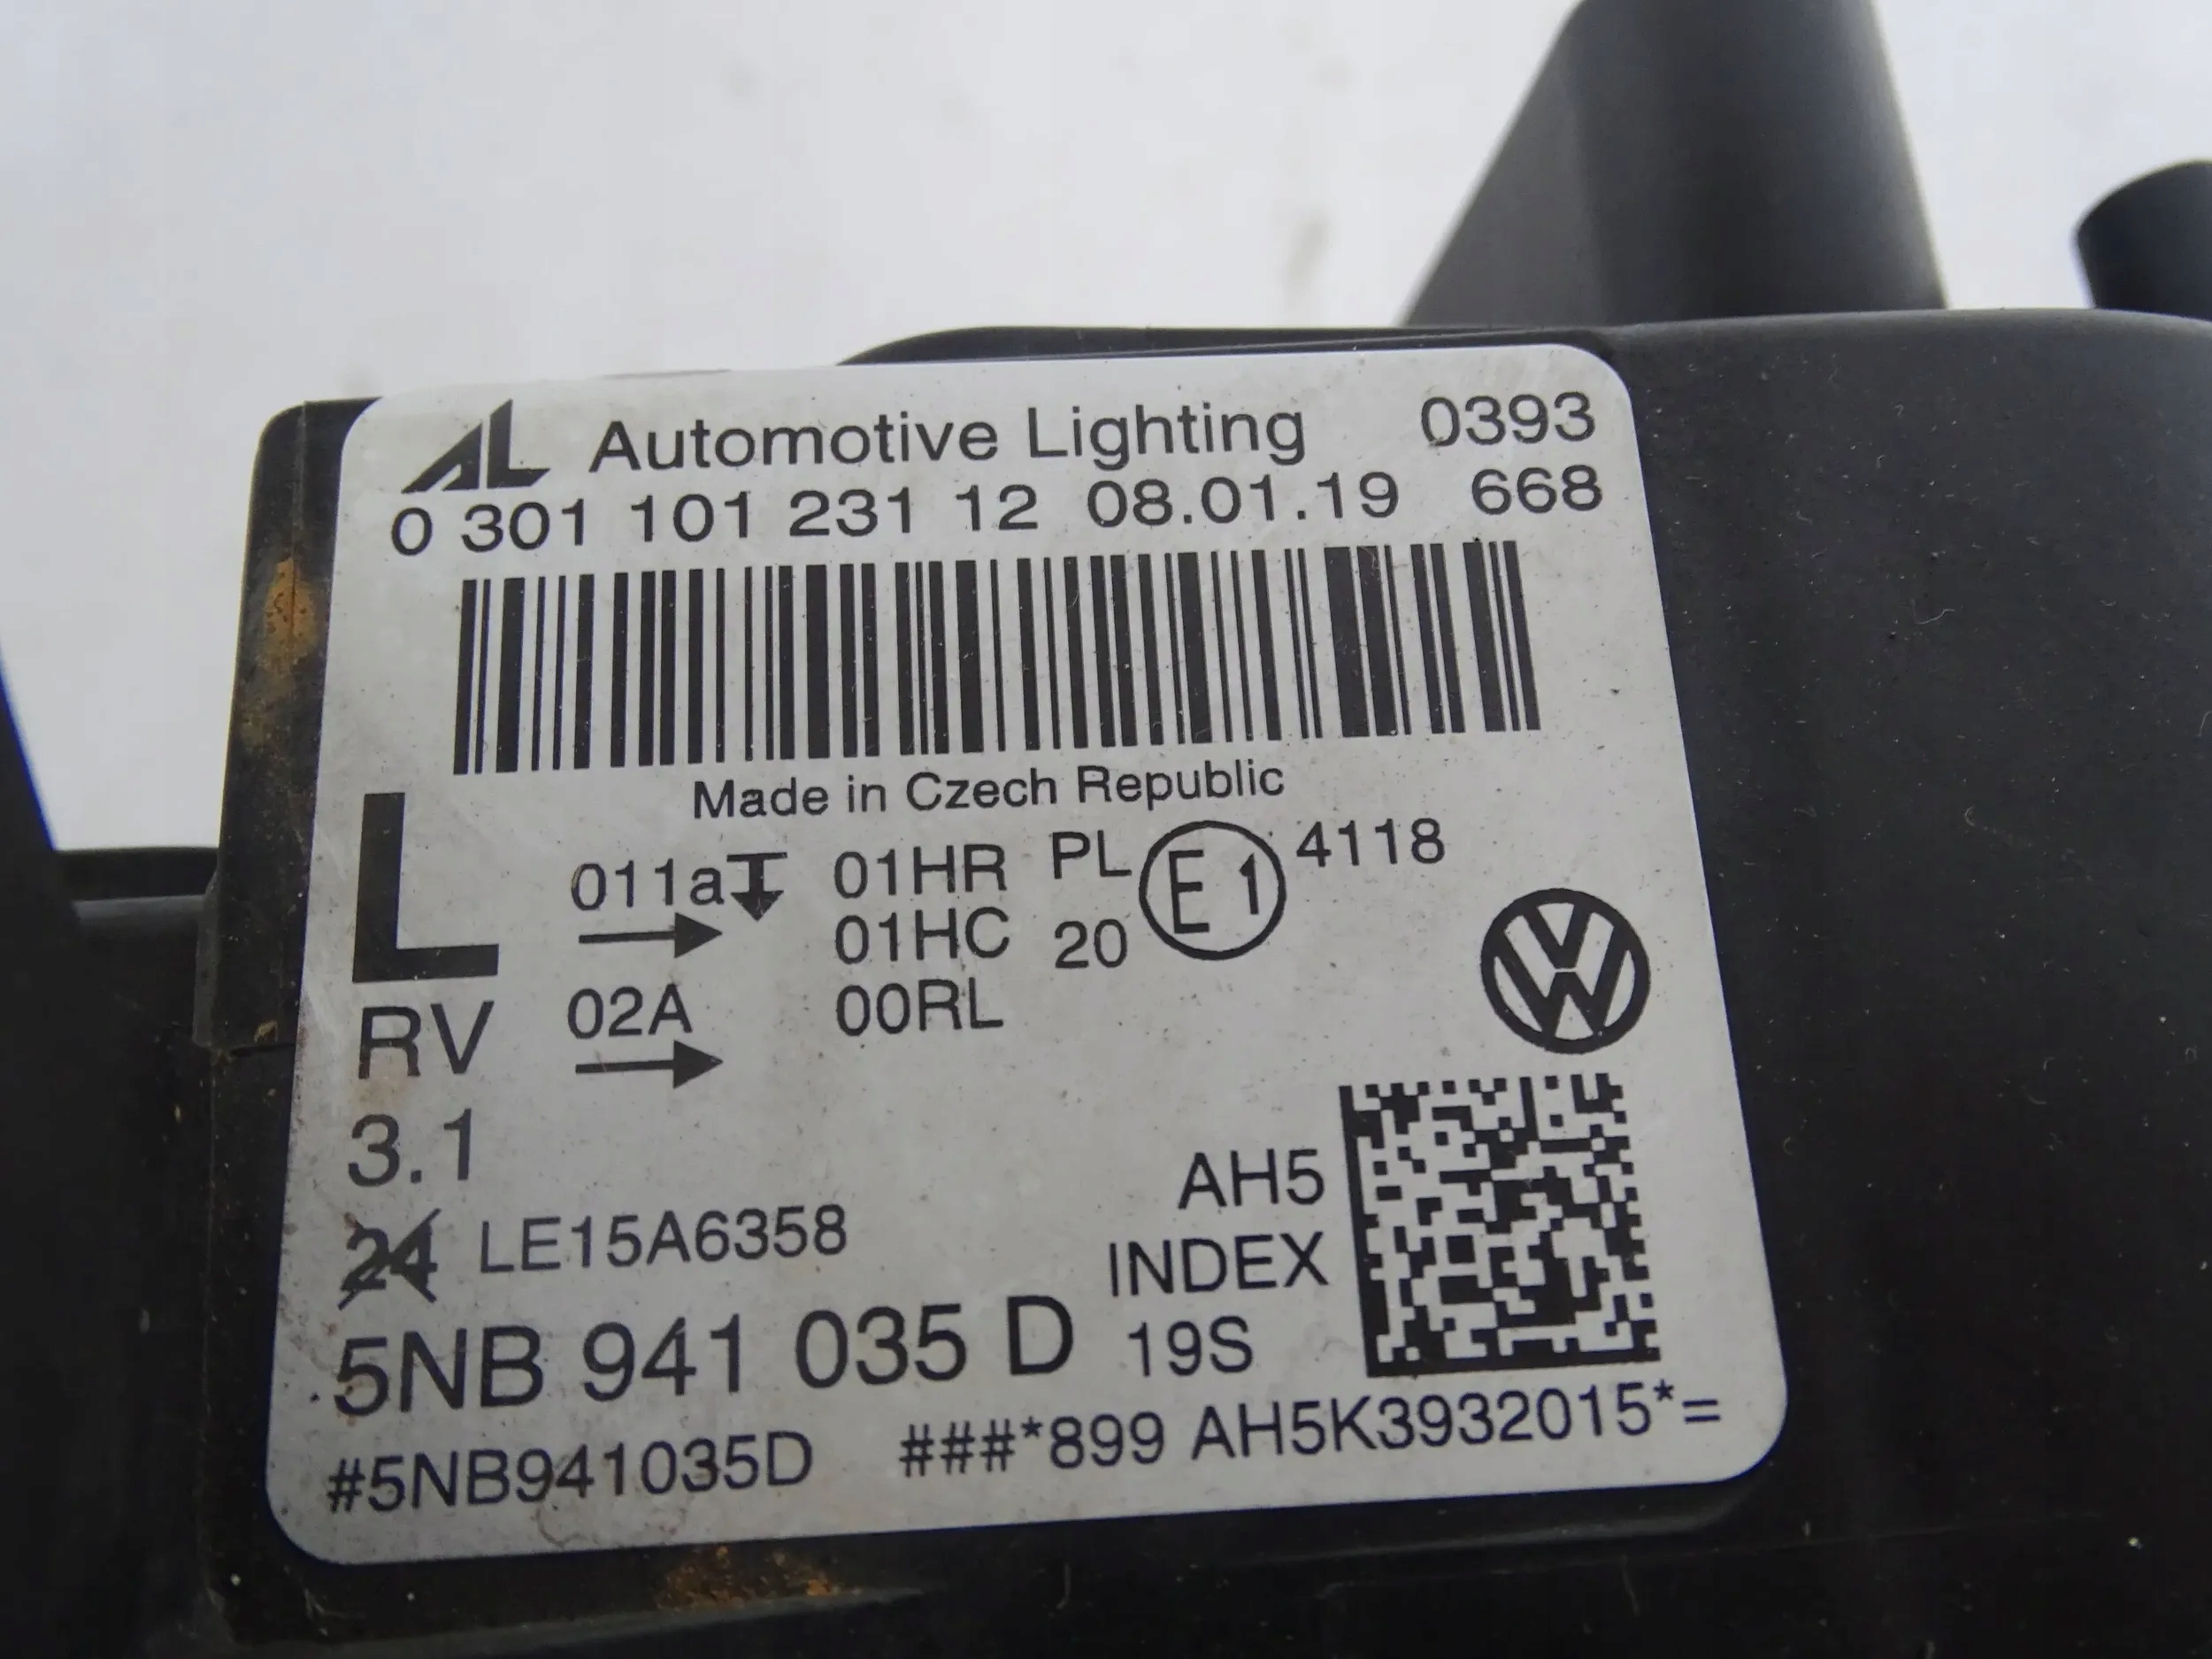 AL Automotive Lighting 0393
0 301 101 231 12 08.01.19 668
Made in Czech Republic
L 011a 01HR PL E1 4118
01HC 20
RV 02A 00RL
3.1
24 LE15A6358
AH5
INDEX
5NB 941 035 D 19S
#5NB941035D ###*899 AH5K3932015*=